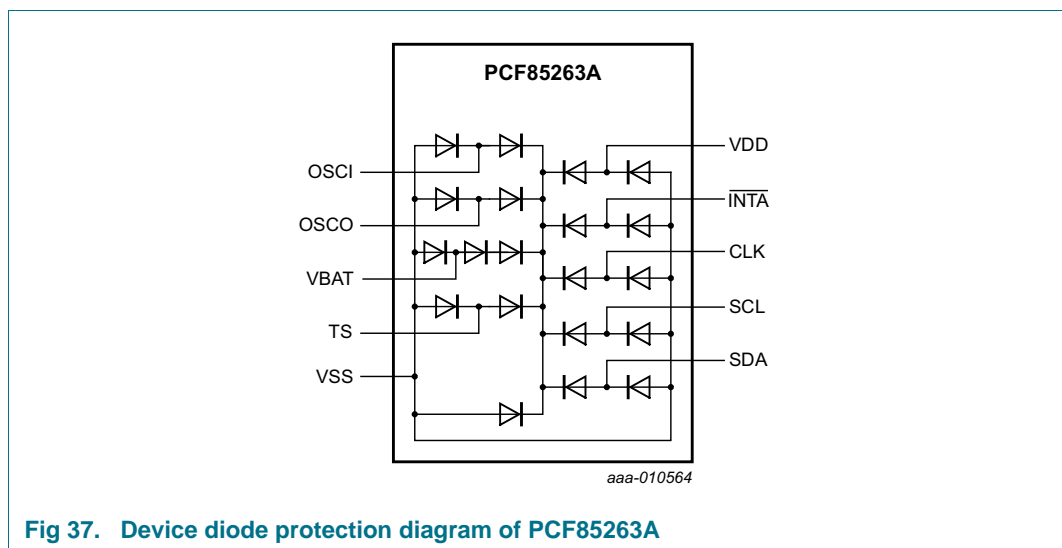 PCF85263A
OSCI
OSCO
VBAT
TS
VSS
VDD
INTA
CLK
SCL
SDA
aaa-010564
Fig 37. Device diode protection diagram of PCF85263A